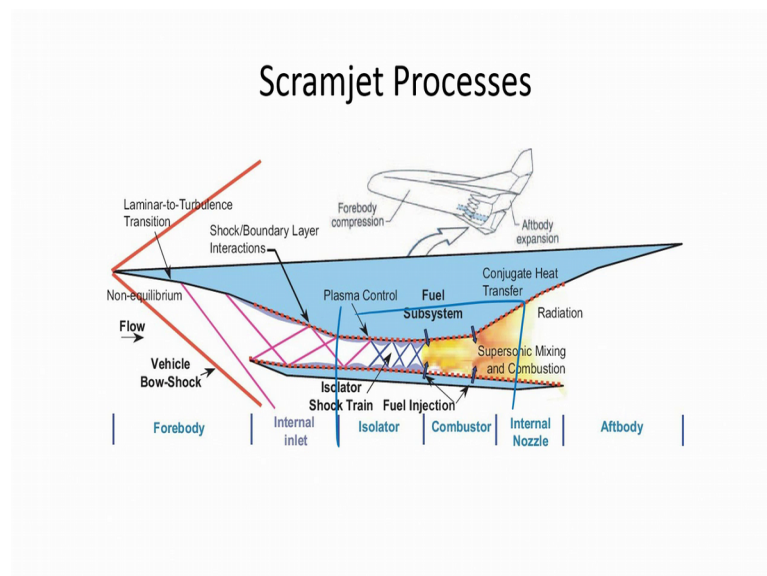 Scramjet Processes
Laminar-to-Turbulence
Transition
Shock/Boundary Layer
Interactions
Forebody
compression
Aftbody
expansion
Non-equilibrium
Plasma Control
Fuel
Subsystem
Conjugate Heat
Transfer
Radiation
Flow
Vehicle
Bow-Shock
Supersonic Mixing
and Combustion
Isolator
Shock Train
Fuel Injection
Forebody
Internal
inlet
Isolator
Combustor
Internal
Nozzle
Aftbody